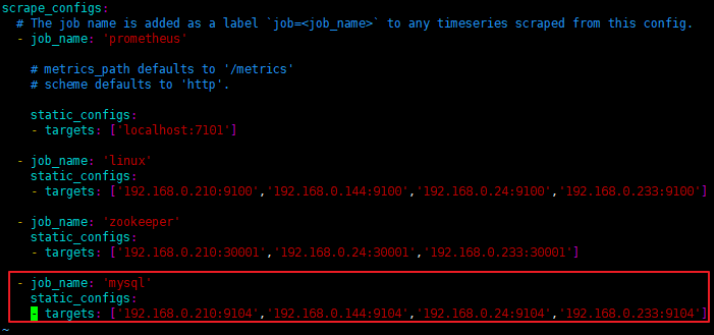 scrape_configs:
  # The job name is added as a label `job=<job_name>` to any timeseries scraped from this config.
  - job_name: 'prometheus'

    # metrics_path defaults to '/metrics'
    # scheme defaults to 'http'.

    static_configs:
    - targets: ['localhost:7101']

  - job_name: 'linux'
    static_configs:
    - targets: ['192.168.0.210:9100','192.168.0.144:9100','192.168.0.24:9100','192.168.0.233:9100']

  - job_name: 'zookeeper'
    static_configs:
    - targets: ['192.168.0.210:30001','192.168.0.24:30001','192.168.0.233:30001']

  - job_name: 'mysql'
    static_configs:
    - targets: ['192.168.0.210:9104','192.168.0.144:9104','192.168.0.24:9104','192.168.0.233:9104']
~